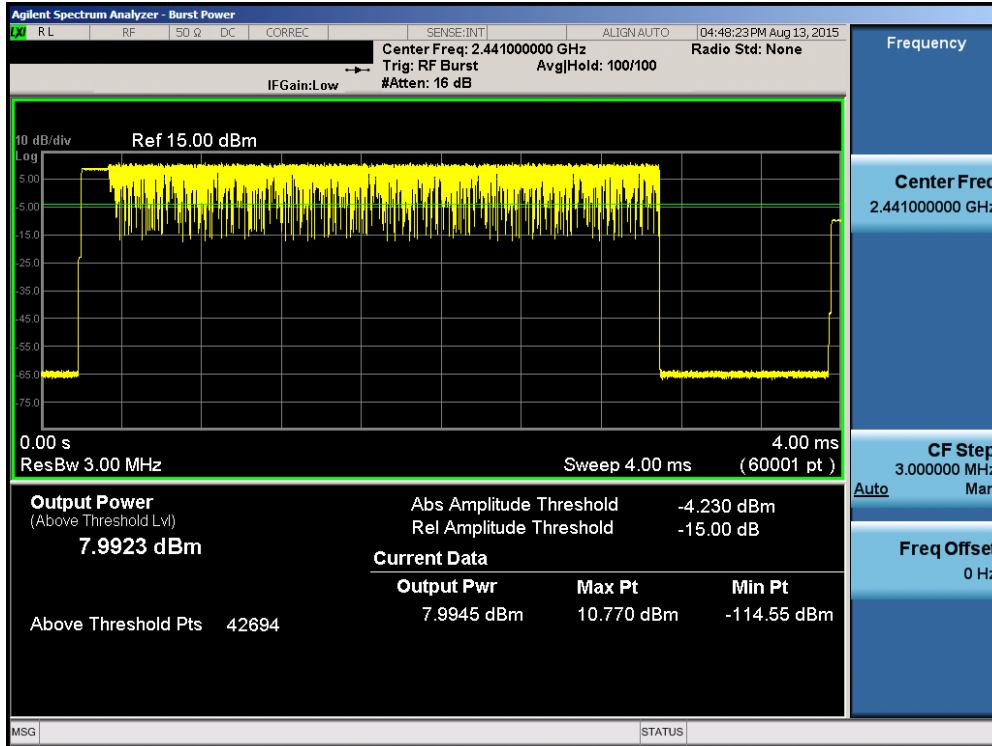 Agilent Spectrum Analyzer - Burst Power
LXI RL RF 50 Ω DC CORREC SENSE:INT ALIGN AUTO 04:48:23 PM Aug 13, 2015
Center Freq: 2.441000000 GHz Radio Std: None
Trig: RF Burst Avg|Hold: 100/100
IFGain:Low #Atten: 16 dB
Frequency
10 dB/div Ref 15.00 dBm
Log
5.00
-5.00
-15.0
-25.0
-35.0
-45.0
-55.0
-65.0
-75.0
Center Freq
2.441000000 GHz
0.00 s 4.00 ms
ResBw 3.00 MHz Sweep 4.00 ms (60001 pt)
CF Step
3.000000 MHz
Auto Man
Output Power
(Above Threshold Lvl)
7.9923 dBm
Above Threshold Pts 42694
Abs Amplitude Threshold -4.230 dBm
Rel Amplitude Threshold -15.00 dB
Current Data
Output Pwr Max Pt Min Pt
7.9945 dBm 10.770 dBm -114.55 dBm
Freq Offset
0 Hz
MSG STATUS